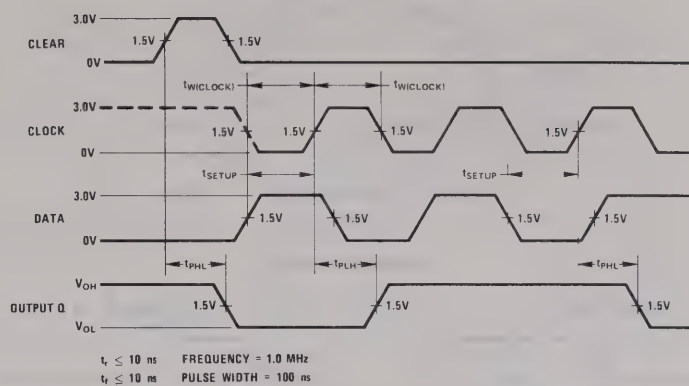 3.0V
CLEAR 1.5V 1.5V
0V
tW(CLOCK) tW(CLOCK)
3.0V
CLOCK 1.5V 1.5V 1.5V 1.5V
0V
tSETUP tSETUP
3.0V
DATA 1.5V 1.5V 1.5V 1.5V
0V
tPHL tPLH tPHL
VOH
OUTPUT Q 1.5V 1.5V 1.5V
VOL
tr ≤ 10 ns FREQUENCY = 1.0 MHz
tf ≤ 10 ns PULSE WIDTH = 100 ns